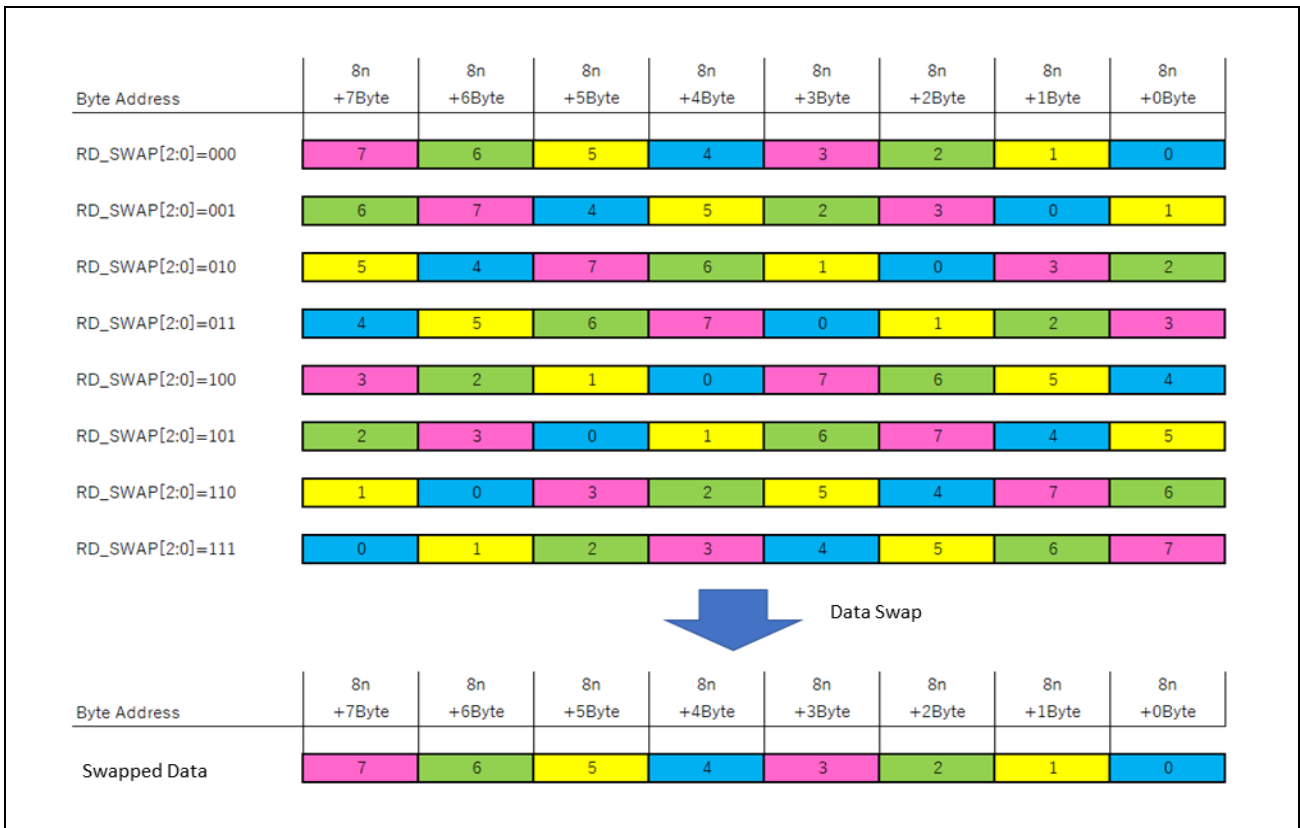 8n 8n 8n 8n 8n 8n 8n 8n
Byte Address +7Byte +6Byte +5Byte +4Byte +3Byte +2Byte +1Byte +0Byte
RD_SWAP[2:0]=000 7 6 5 4 3 2 1 0
RD_SWAP[2:0]=001 6 7 4 5 2 3 0 1
RD_SWAP[2:0]=010 5 4 7 6 1 0 3 2
RD_SWAP[2:0]=011 4 5 6 7 0 1 2 3
RD_SWAP[2:0]=100 3 2 1 0 7 6 5 4
RD_SWAP[2:0]=101 2 3 0 1 6 7 4 5
RD_SWAP[2:0]=110 1 0 3 2 5 4 7 6
RD_SWAP[2:0]=111 0 1 2 3 4 5 6 7
Data Swap
8n 8n 8n 8n 8n 8n 8n 8n
Byte Address +7Byte +6Byte +5Byte +4Byte +3Byte +2Byte +1Byte +0Byte
Swapped Data 7 6 5 4 3 2 1 0